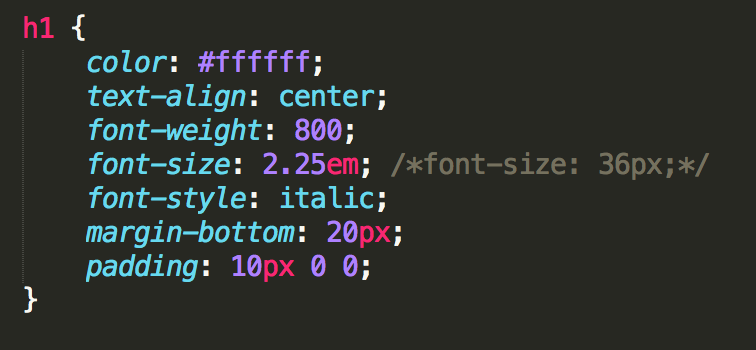 h1 {
color: #ffffff;
text-align: center;
font-weight: 800;
font-size: 2.25em; /*font-size: 36px;*/
font-style: italic;
margin-bottom: 20px;
padding: 10px 0 0;
}